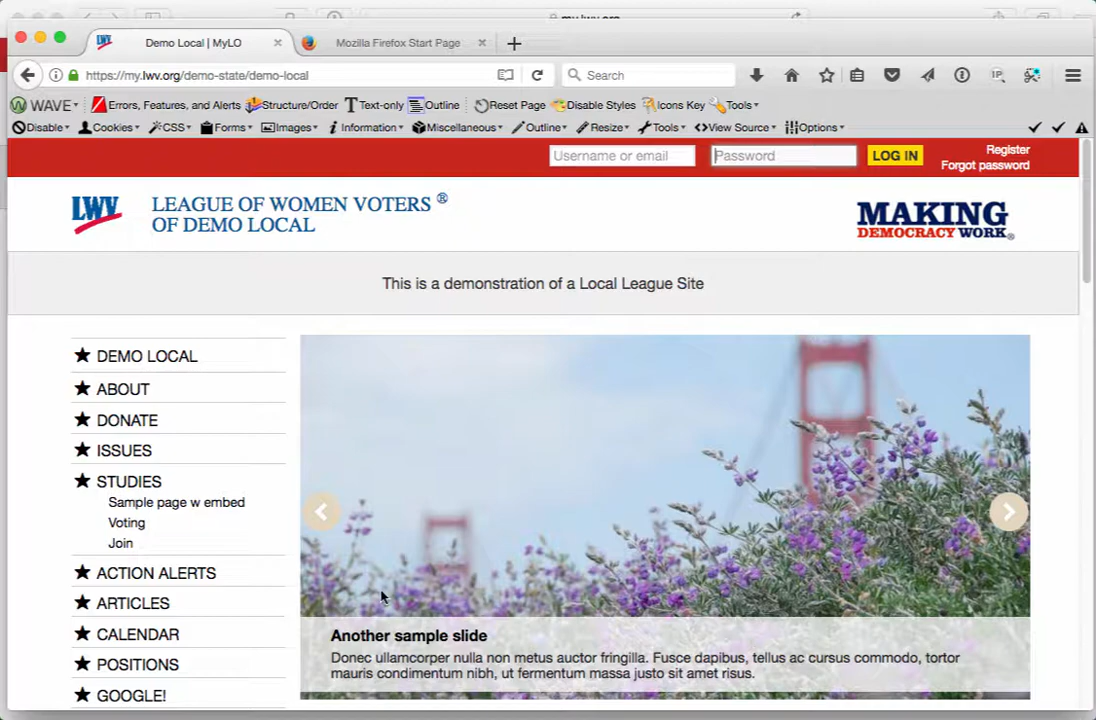 my.lwv.org
Demo Local | MyLO
Mozilla Firefox Start Page
https://my.lwv.org/demo-state/demo-local
Search
WAVE
Errors, Features, and Alerts
Structure/Order
Text-only
Outline
Reset Page
Disable Styles
Icons Key
Tools
Disable
Cookies
CSS
Forms
Images
Information
Miscellaneous
Outline
Resize
Tools
View Source
Options
Username or email
Password
LOG IN
Register
Forgot password
LWV
LEAGUE OF WOMEN VOTERS ®
OF DEMO LOCAL
MAKING
DEMOCRACY WORK®
This is a demonstration of a Local League Site
DEMO LOCAL
ABOUT
DONATE
ISSUES
STUDIES
Sample page w embed
Voting
Join
ACTION ALERTS
ARTICLES
CALENDAR
POSITIONS
GOOGLE!
Another sample slide
Donec ullamcorper nulla non metus auctor fringilla. Fusce dapibus, tellus ac cursus commodo, tortor
mauris condimentum nibh, ut fermentum massa justo sit amet risus.